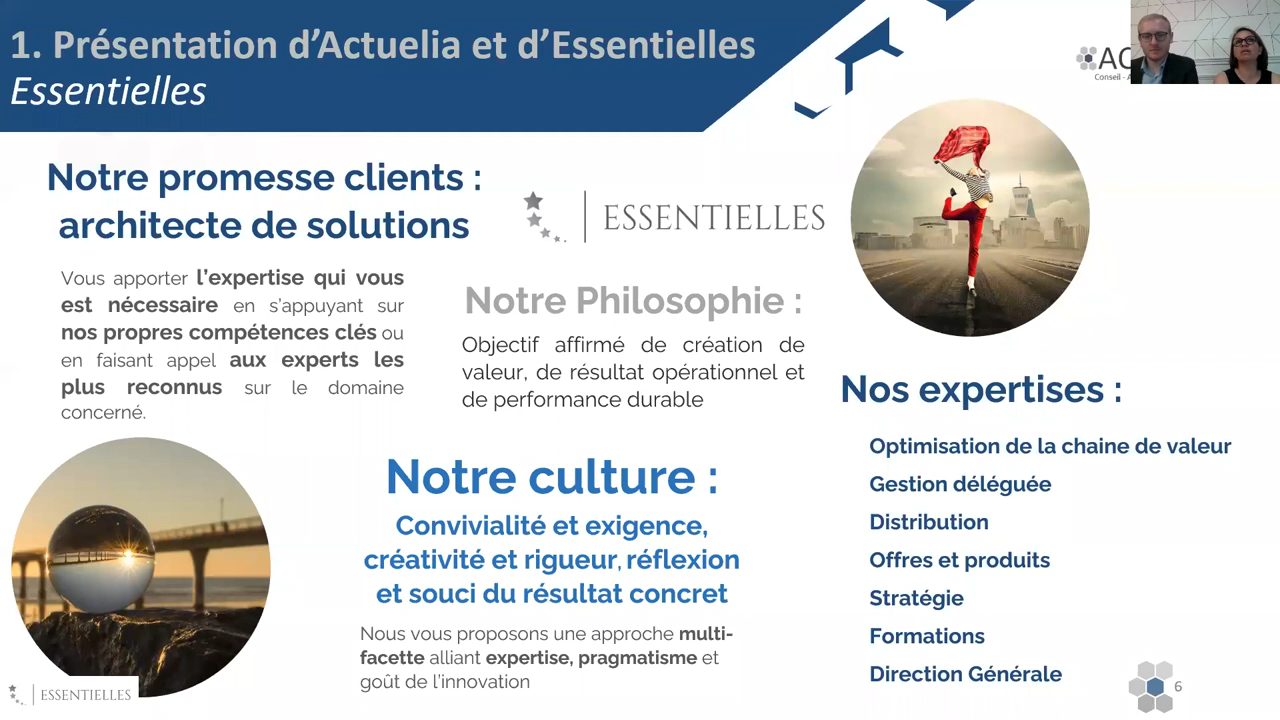 1. Présentation d'Actuelia et d'Essentielles
Essentielles
AC
Conseil - A
Notre promesse clients :
architecte de solutions
Vous apporter l'expertise qui vous
est nécessaire en s'appuyant sur
nos propres compétences clés ou
en faisant appel aux experts les
plus reconnus sur le domaine
concerné.
ESSENTIELLES
Notre Philosophie :
Objectif affirmé de création de
valeur, de résultat opérationnel et
de performance durable
Notre culture :
Convivialité et exigence,
créativité et rigueur, réflexion
et souci du résultat concret
Nous vous proposons une approche multi-
facette alliant expertise, pragmatisme et
goût de l'innovation
Nos expertises :
Optimisation de la chaine de valeur
Gestion déléguée
Distribution
Offres et produits
Stratégie
Formations
Direction Générale
ESSENTIELLES
6